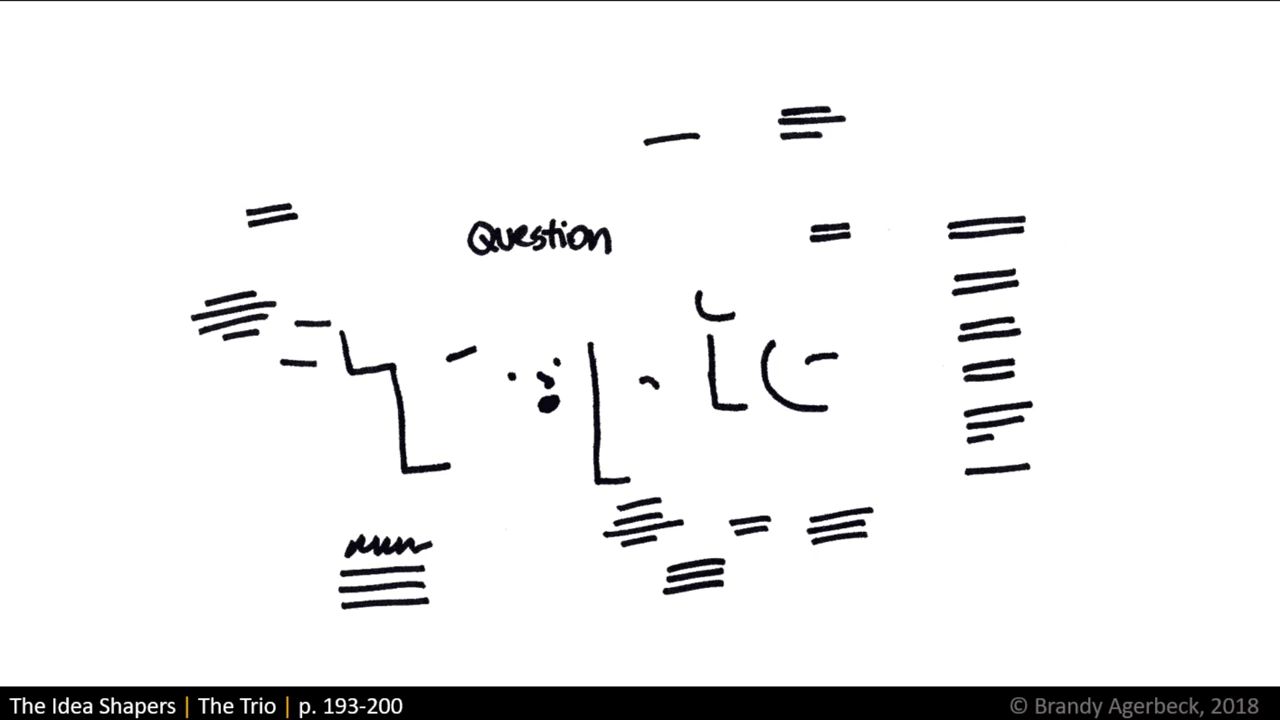 Question
The Idea Shapers | The Trio | p. 193-200
© Brandy Agerbeck, 2018